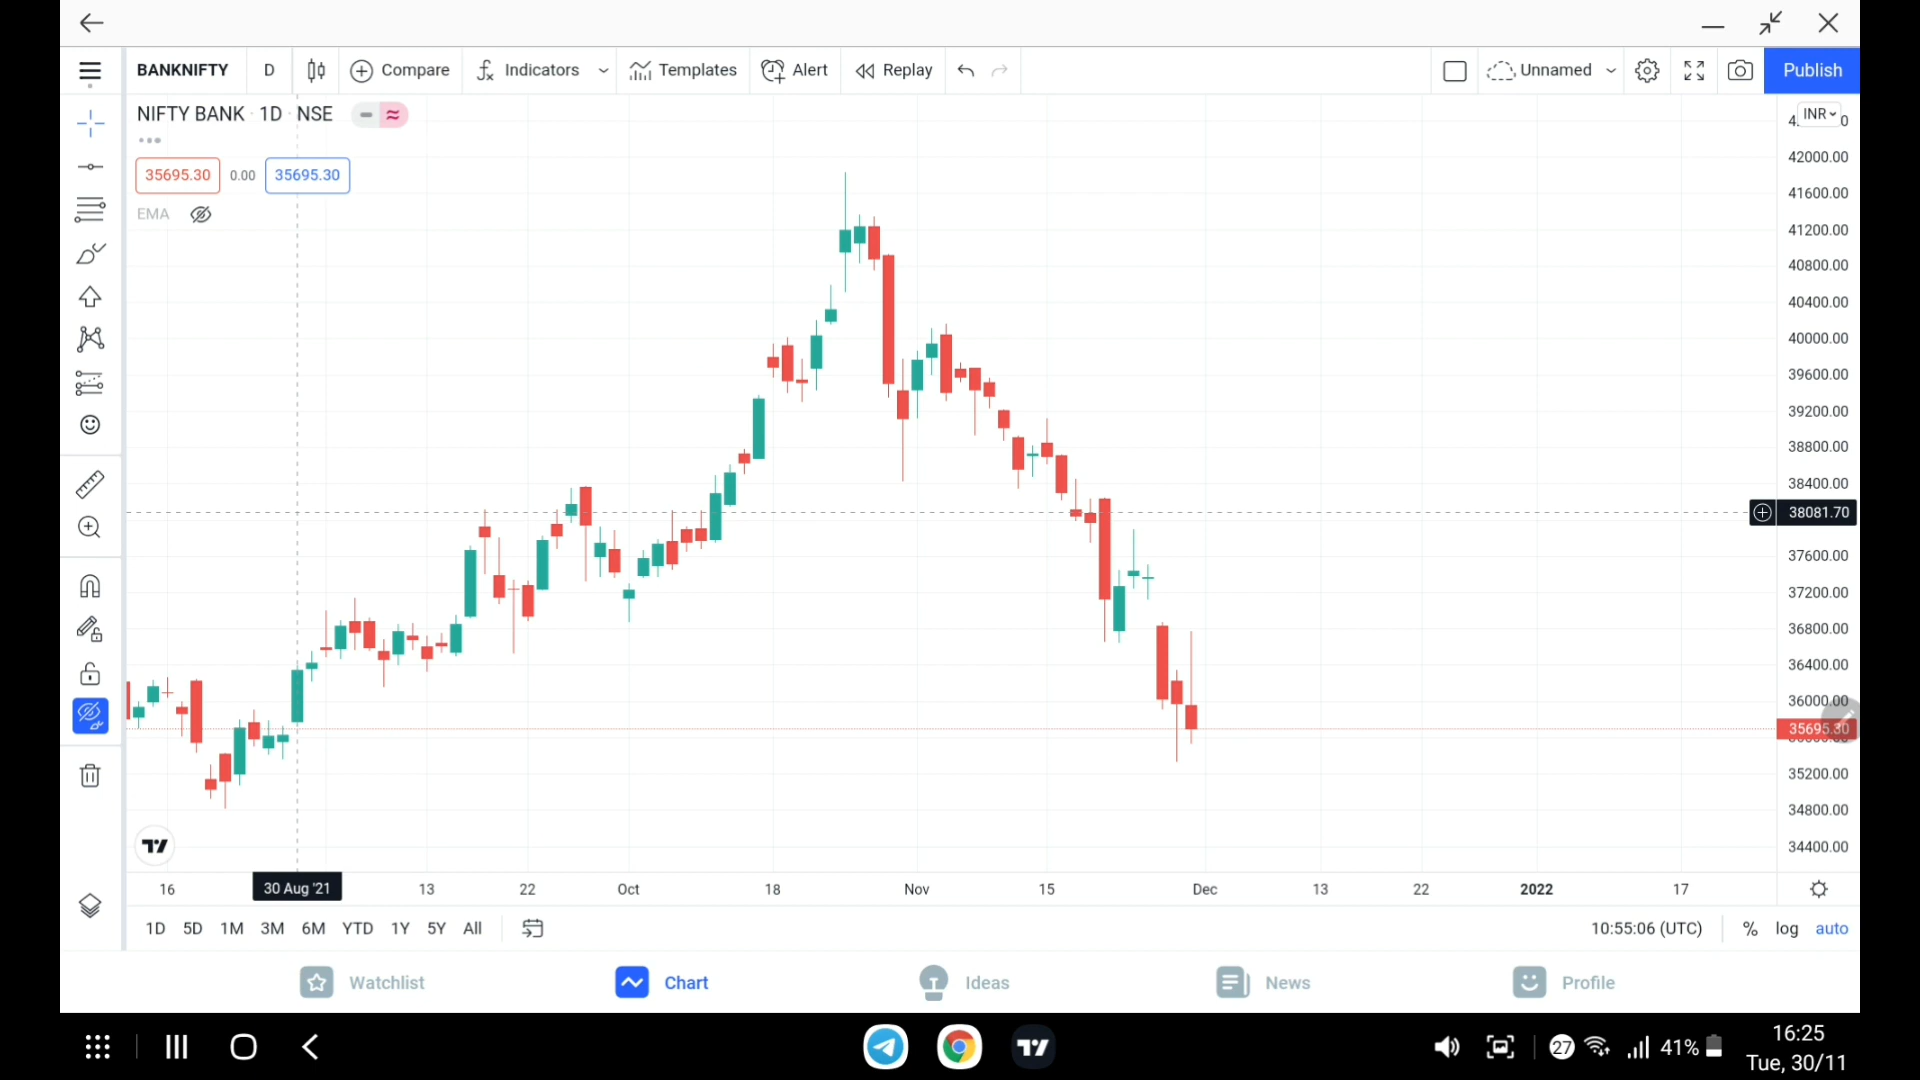 BANKNIFTY D Compare Indicators Templates Alert Replay Unnamed Publish
NIFTY BANK · 1D · NSE
INR
35695.30 0.00 35695.30
EMA
42000.00
41600.00
41200.00
40800.00
40400.00
40000.00
39600.00
39200.00
38800.00
38400.00
38081.70
37600.00
37200.00
36800.00
36400.00
36000.00
35695.30
35200.00
34800.00
34400.00
16 30 Aug '21 13 22 Oct 18 Nov 15 Dec 13 22 2022 17
1D 5D 1M 3M 6M YTD 1Y 5Y All 10:55:06 (UTC) % log auto
Watchlist Chart Ideas News Profile
27 41% 16:25
Tue, 30/11